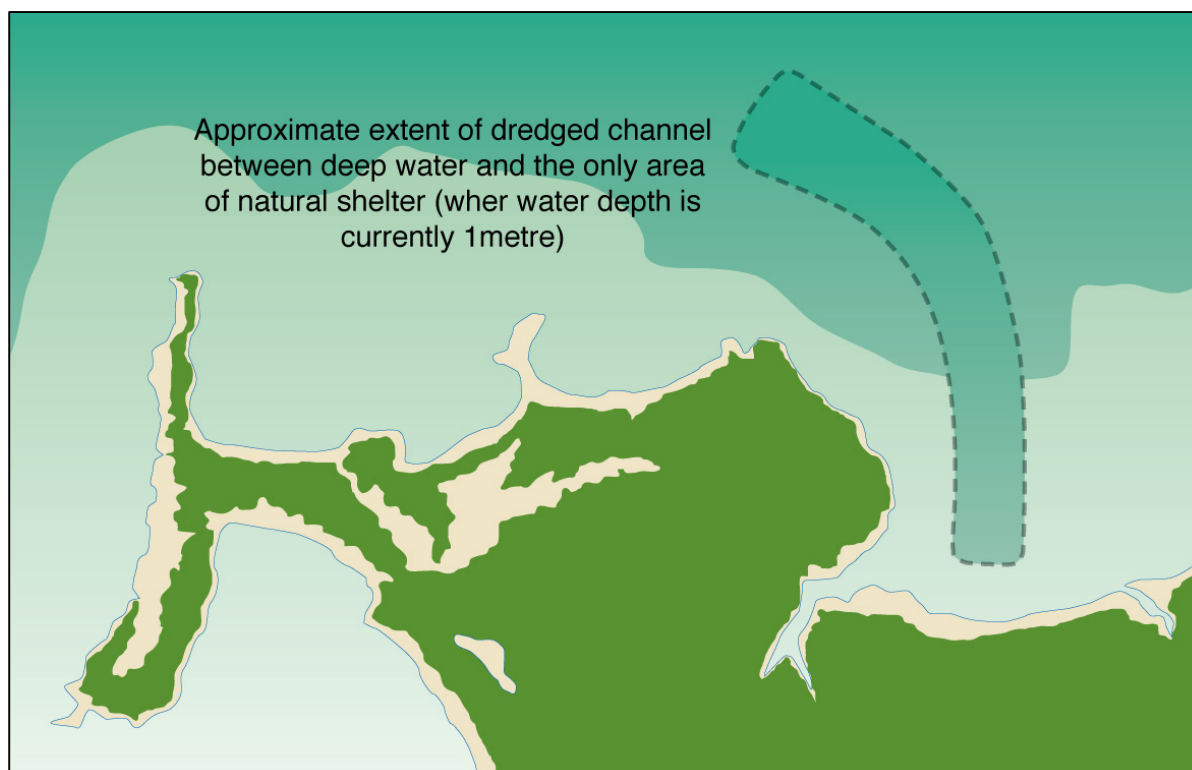 Approximate extent of dredged channel
between deep water and the only area
of natural shelter (wher water depth is
currently 1metre)